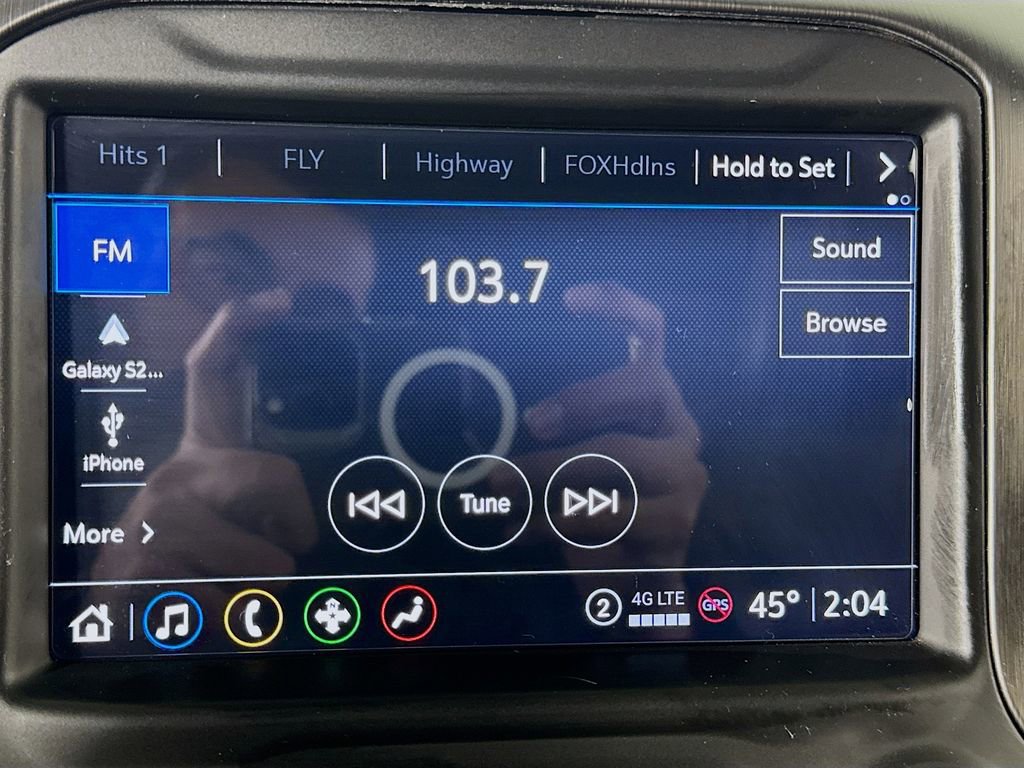 Hits 1 FLY Highway FOXHdlns Hold to Set
FM
103.7
Sound
Browse
Galaxy S2...
iPhone
More
Tune
N
2 4G LTE GPS 45° 2:04